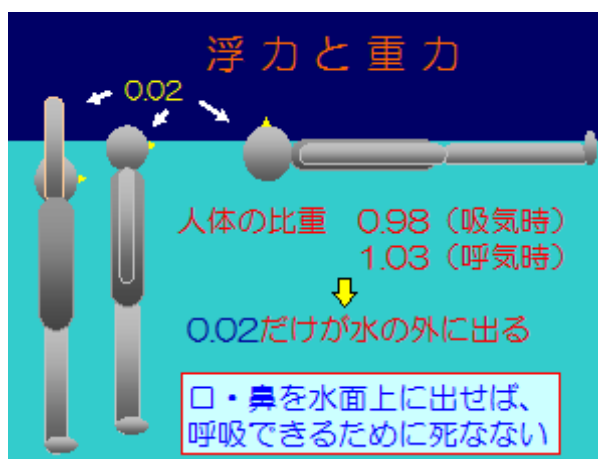 浮力と重力
0.02
人体の比重　0.98（吸気時）
1.03（呼気時）
0.02だけが水の外に出る
口・鼻を水面上に出せば、
呼吸できるために死なない